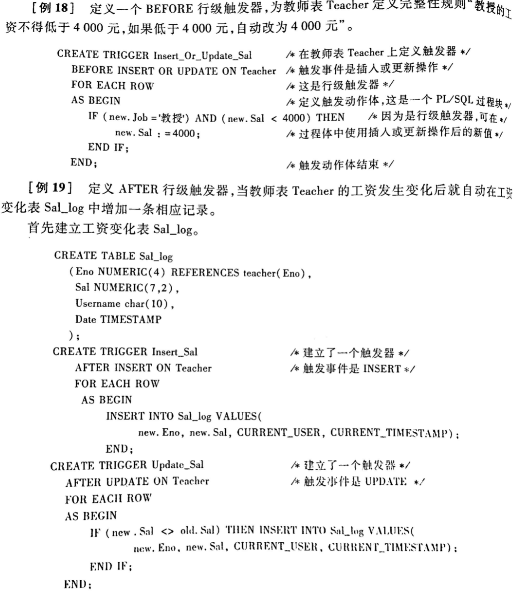 [例 18] 定义一个 BEFORE 行级触发器,为教师表 Teacher 定义完整性规则“教授的工
资不得低于 4 000 元,如果低于 4 000 元,自动改为 4 000 元”。
CREATE TRIGGER Insert_Or_Update_Sal /* 在教师表 Teacher 上定义触发器 */
BEFORE INSERT OR UPDATE ON Teacher /* 触发事件是插入或更新操作 */
FOR EACH ROW /* 这是行级触发器 */
AS BEGIN /* 定义触发动作体,这是一个 PL/SQL 过程块 */
IF (new.Job ='教授') AND (new.Sal < 4000) THEN /* 因为是行级触发器,可在 */
new.Sal : =4000; /* 过程体中使用插入或更新操作后的新值 */
END IF;
END; /* 触发动作体结束 */
[例 19] 定义 AFTER 行级触发器,当教师表 Teacher 的工资发生变化后就自动在工资
变化表 Sal_log 中增加一条相应记录。
首先建立工资变化表 Sal_log。
CREATE TABLE Sal_log
(Eno NUMERIC(4) REFERENCES teacher(Eno),
Sal NUMERIC(7,2),
Username char(10),
Date TIMESTAMP
);
CREATE TRIGGER Insert_Sal /* 建立了一个触发器 */
AFTER INSERT ON Teacher /* 触发事件是 INSERT */
FOR EACH ROW
AS BEGIN
INSERT INTO Sal_log VALUES(
new.Eno, new.Sal, CURRENT_USER, CURRENT_TIMESTAMP);
END;
CREATE TRIGGER Update_Sal /* 建立了一个触发器 */
AFTER UPDATE ON Teacher /* 触发事件是 UPDATE */
FOR EACH ROW
AS BEGIN
IF (new.Sal <> old.Sal) THEN INSERT INTO Sal_log VALUES(
new.Eno, new.Sal, CURRENT_USER, CURRENT_TIMESTAMP);
END IF;
END;